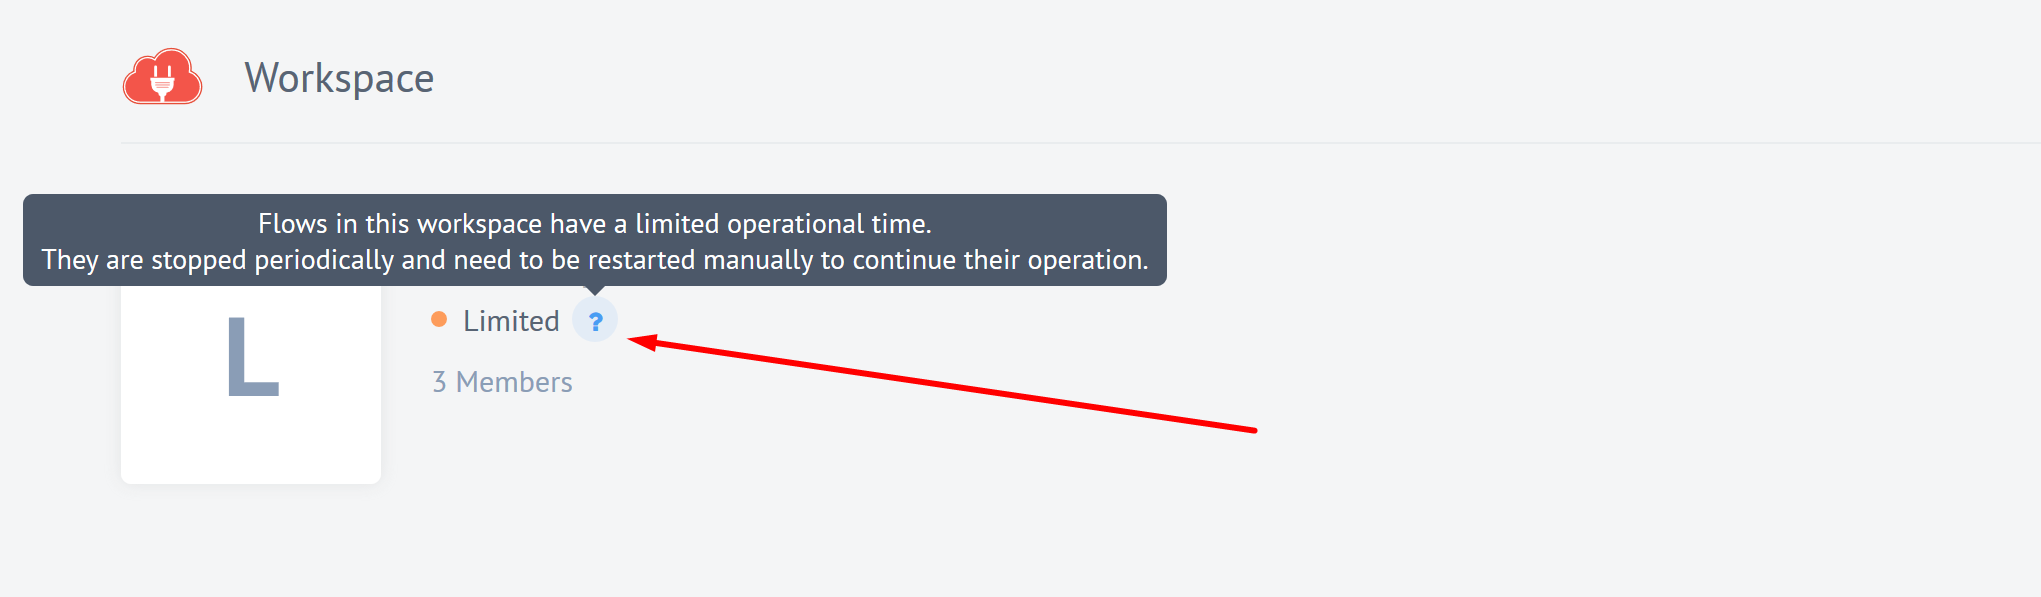 Workspace
Flows in this workspace have a limited operational time.
They are stopped periodically and need to be restarted manually to continue their operation.
L
Limited ?
3 Members